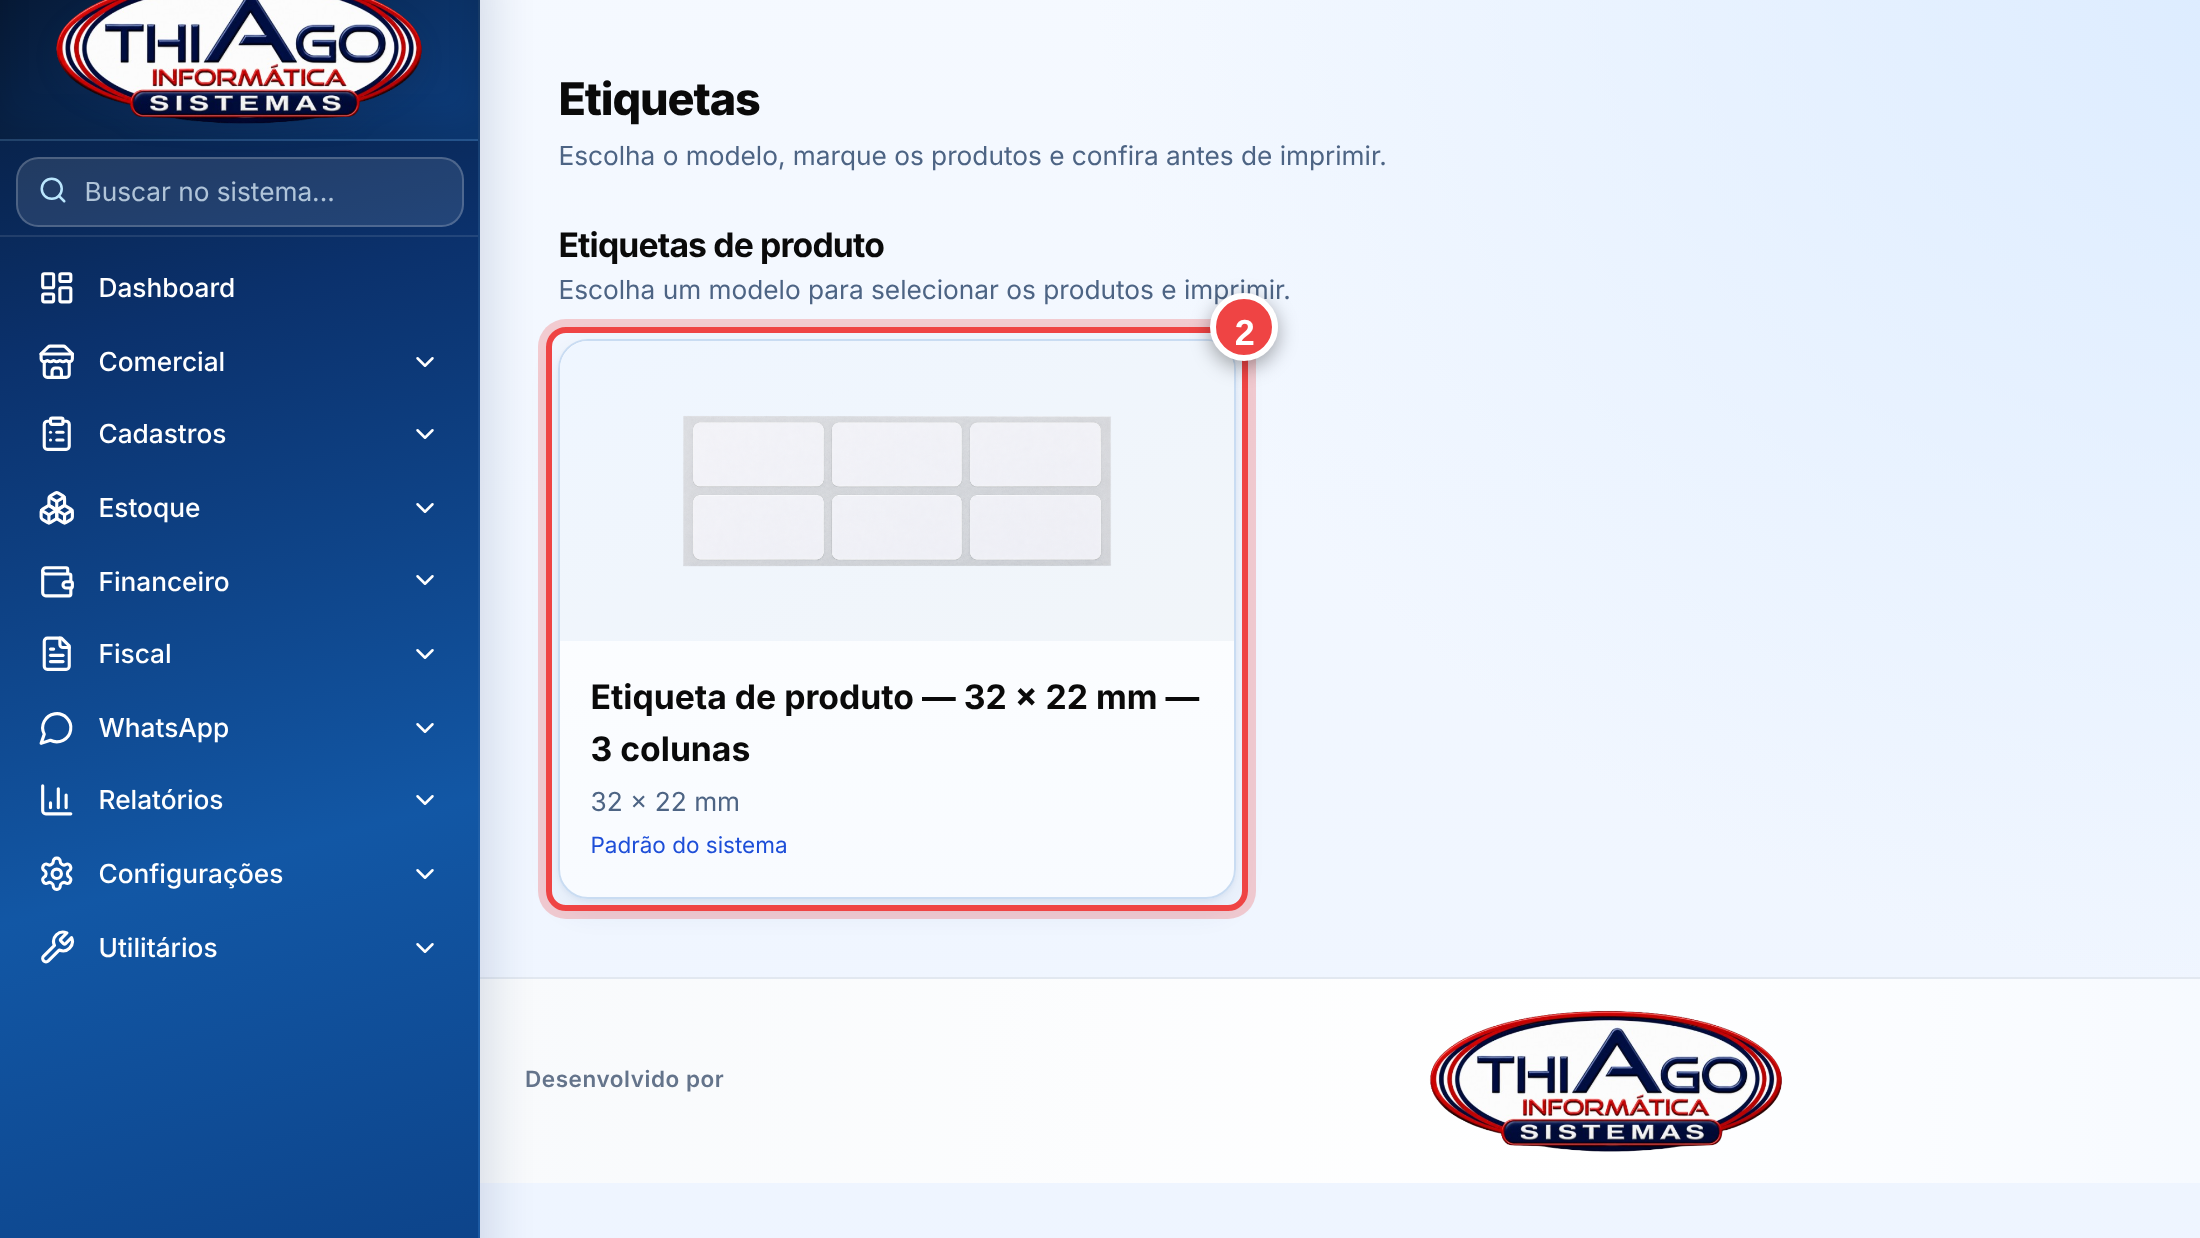 THIAGO
INFORMÁTICA
SISTEMAS
Buscar no sistema...
Dashboard
Comercial
Cadastros
Estoque
Financeiro
Fiscal
WhatsApp
Relatórios
Configurações
Utilitários
Etiquetas
Escolha o modelo, marque os produtos e confira antes de imprimir.
Etiquetas de produto
Escolha um modelo para selecionar os produtos e imprimir.
2
Etiqueta de produto — 32 × 22 mm —
3 colunas
32 × 22 mm
Padrão do sistema
Desenvolvido por
THIAGO
INFORMÁTICA
SISTEMAS